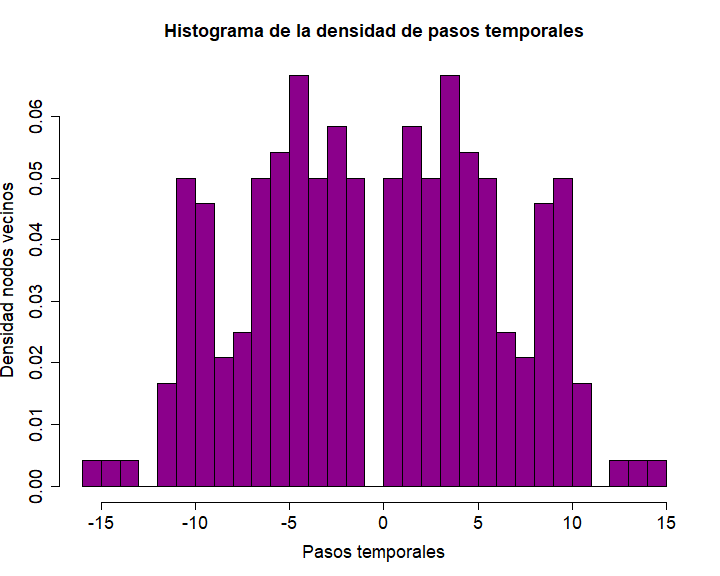 Histograma de la densidad de pasos temporales
Densidad nodos vecinos
0.06
0.05
0.04
0.03
0.02
0.01
0.00
-15 -10 -5 0 5 10 15
Pasos temporales